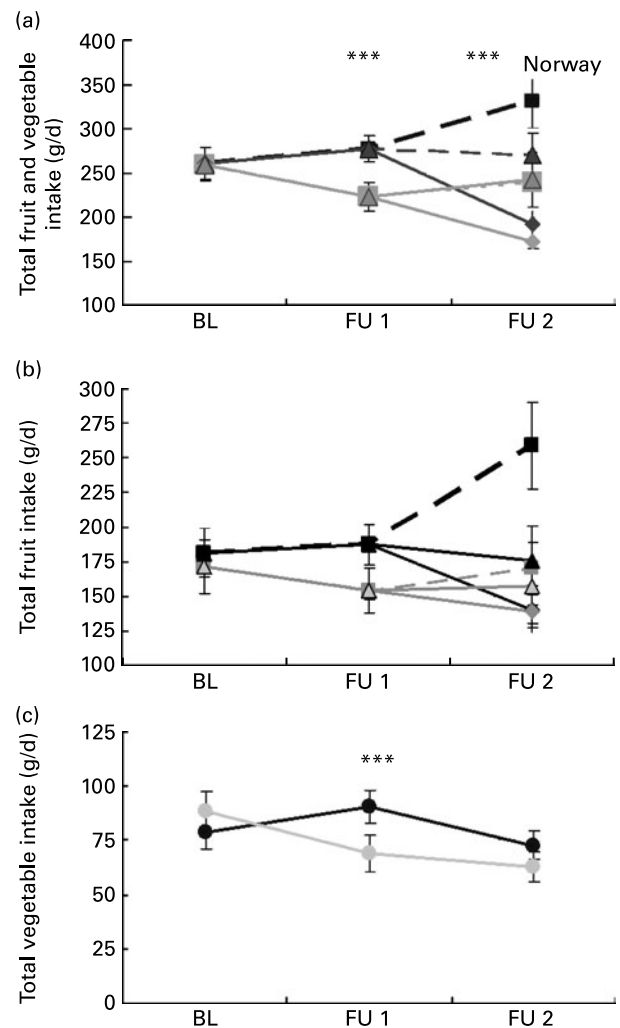 (a)
Total fruit and vegetable
intake (g/d)
400
350
300
250
200
150
100
*** ***
Norway
BL FU 1 FU 2
(b)
Total fruit intake (g/d)
300
275
250
225
200
175
150
125
100
BL FU 1 FU 2
(c)
Total vegetable intake (g/d)
125
100
75
50
25
0
***
BL FU 1 FU 2